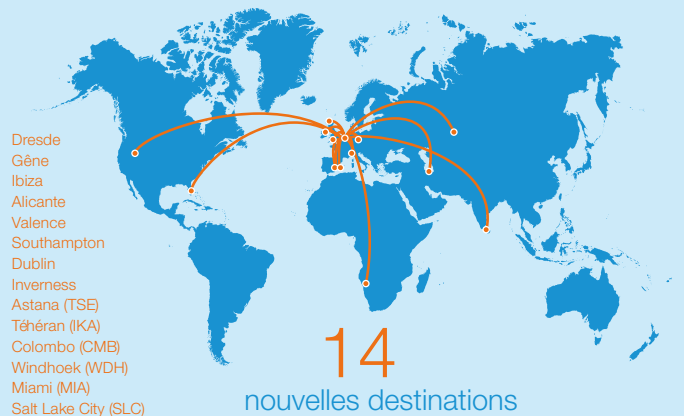 Dresde
Gêne
Ibiza
Alicante
Valence
Southampton
Dublin
Inverness
Astana (TSE)
Téhéran (IKA)
Colombo (CMB)
Windhoek (WDH)
Miami (MIA)
Salt Lake City (SLC)
14
nouvelles destinations